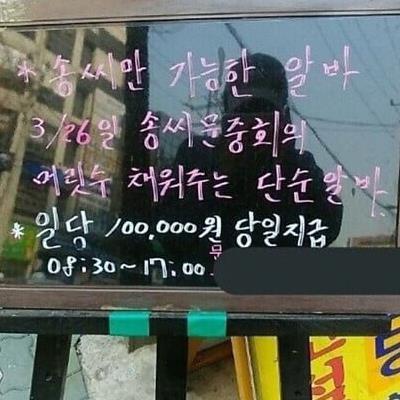 * 송씨만 가능한 알바
3/26일 송씨문중회의
머릿수 채워주는 단순알바.
* 일당 100,000원 당일지급
08:30~17:00